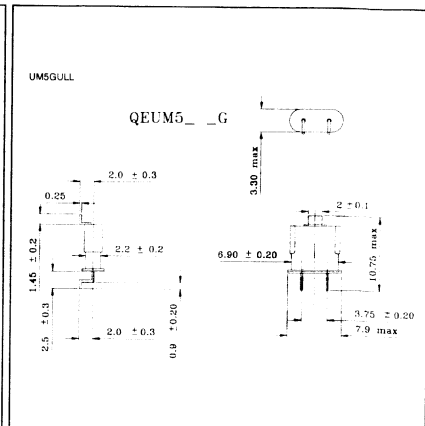 UM5GULL
QEUM5_ _G
3.30 max
2.0 ± 0.3
0.25
2 ±0.1
1.45 ± 0.2
2.2 ± 0.2
6.90 ± 0.20
10.75 max
2.5 ± 0.3
2.0 ± 0.3
0.9 ± 0.20
3.75 ± 0.20
7.9 max